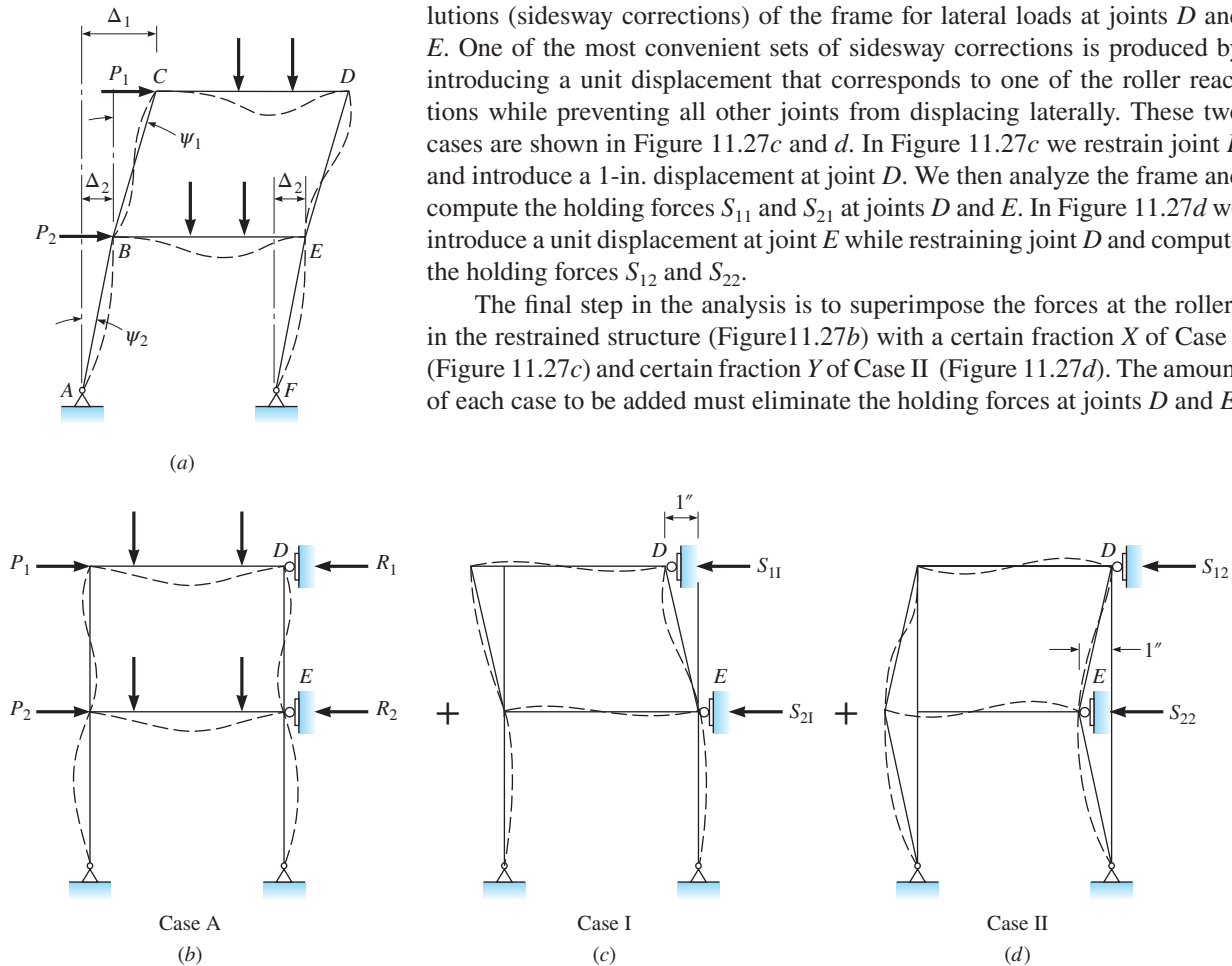 lutions (sidesway corrections) of the frame for lateral loads at joints D and
E. One of the most convenient sets of sidesway corrections is produced by
introducing a unit displacement that corresponds to one of the roller reac
tions while preventing all other joints from displacing laterally. These two
cases are shown in Figure 11.27c and d. In Figure 11.27c we restrain joint
and introduce a 1-in. displacement at joint D. We then analyze the frame and
compute the holding forces S11 and S21 at joints D and E. In Figure 11.27d w
introduce a unit displacement at joint E while restraining joint D and comput
the holding forces S12 and S22.
The final step in the analysis is to superimpose the forces at the roller
in the restrained structure (Figure11.27b) with a certain fraction X of Case
(Figure 11.27c) and certain fraction Y of Case II (Figure 11.27d). The amoun
of each case to be added must eliminate the holding forces at joints D and E
Δ1
P1
C
D
ψ1
Δ2
Δ2
P2
B
E
ψ2
A
F
(a)
P1
D
R1
P2
E
R2
Case A
(b)
+
1″
D
S1I
E
S2I
Case I
(c)
+
D
S12
1″
E
S22
Case II
(d)